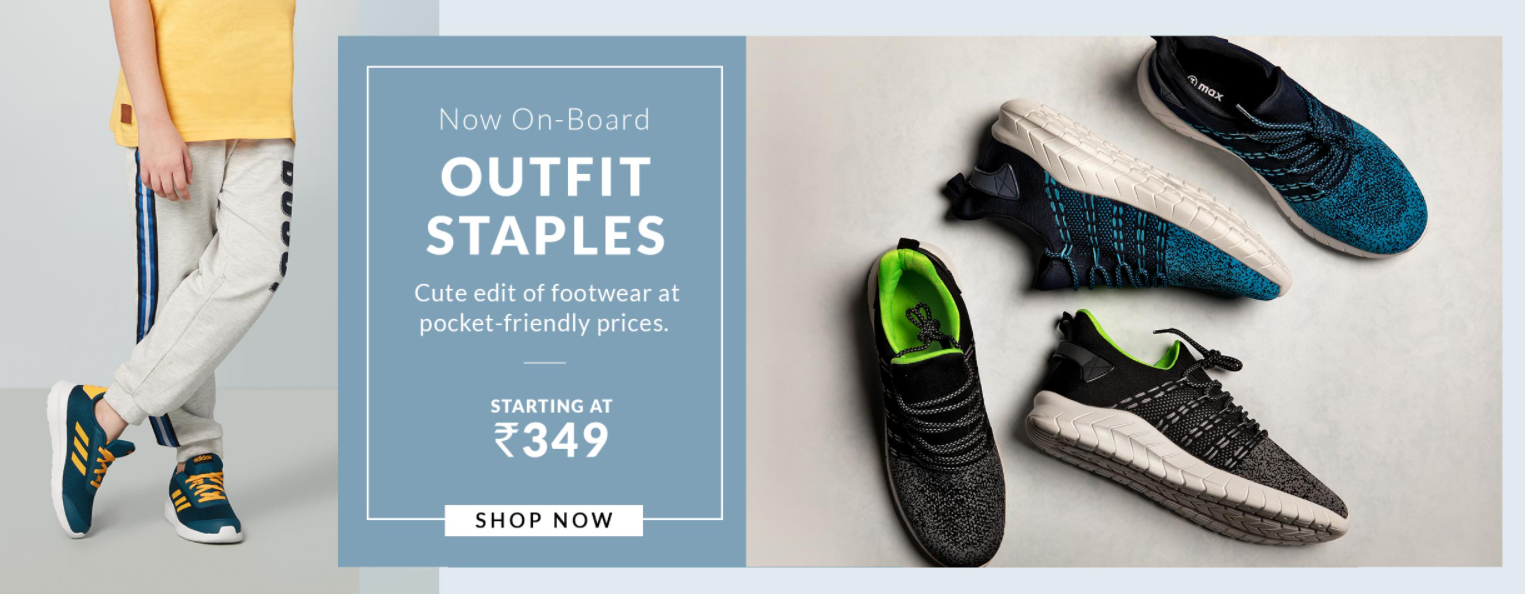 Now On-Board
OUTFIT
STAPLES
Cute edit of footwear at
pocket-friendly prices.
STARTING AT
₹349
SHOP NOW
max
adidas